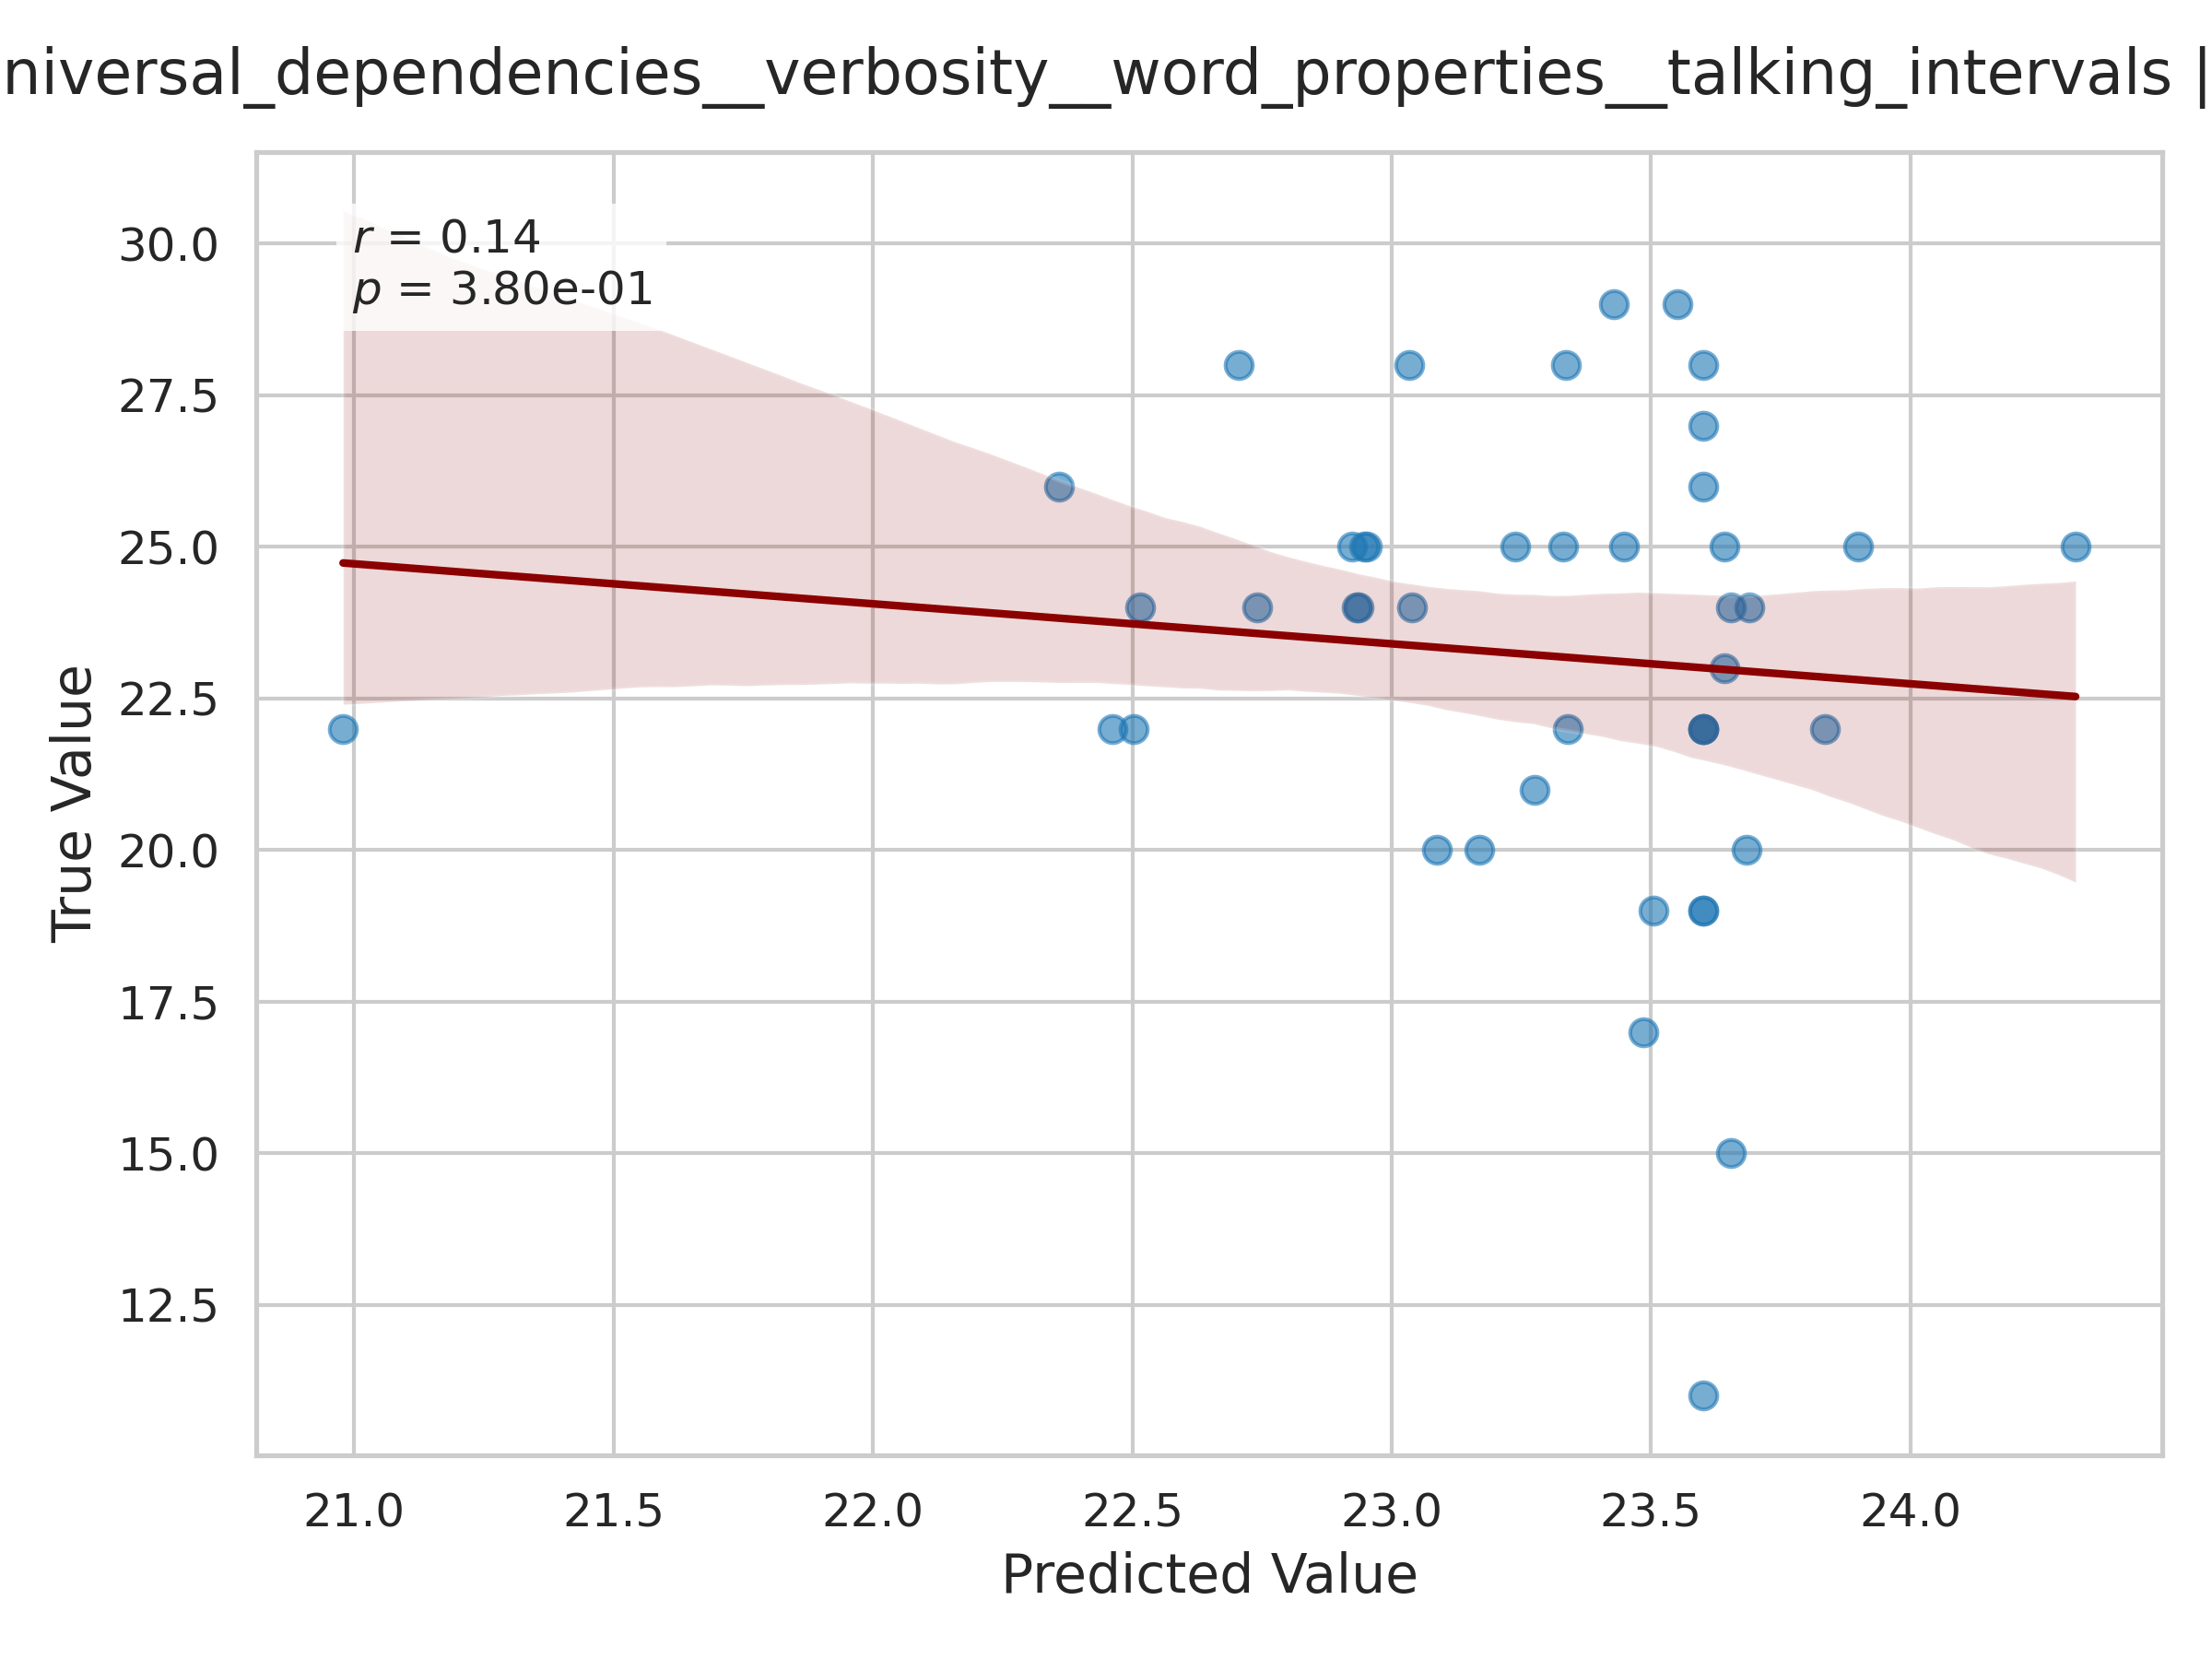 niversal_dependencies__verbosity__word_properties__talking_intervals |
r = 0.14
p = 3.80e-01
30.0
27.5
25.0
22.5
20.0
17.5
15.0
12.5
True Value
21.0 21.5 22.0 22.5 23.0 23.5 24.0
Predicted Value